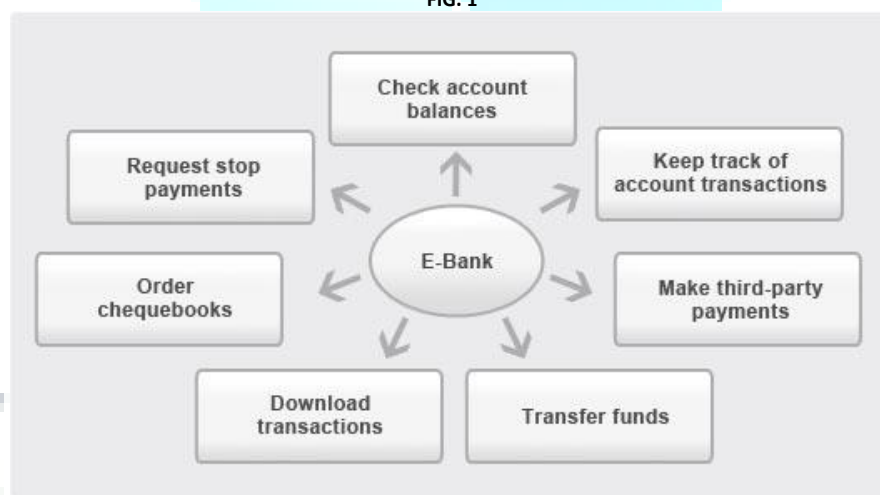 FIG. 1
Check account
balances
Request stop
payments
Keep track of
account transactions
E-Bank
Order
chequebooks
Make third-party
payments
Download
transactions
Transfer funds